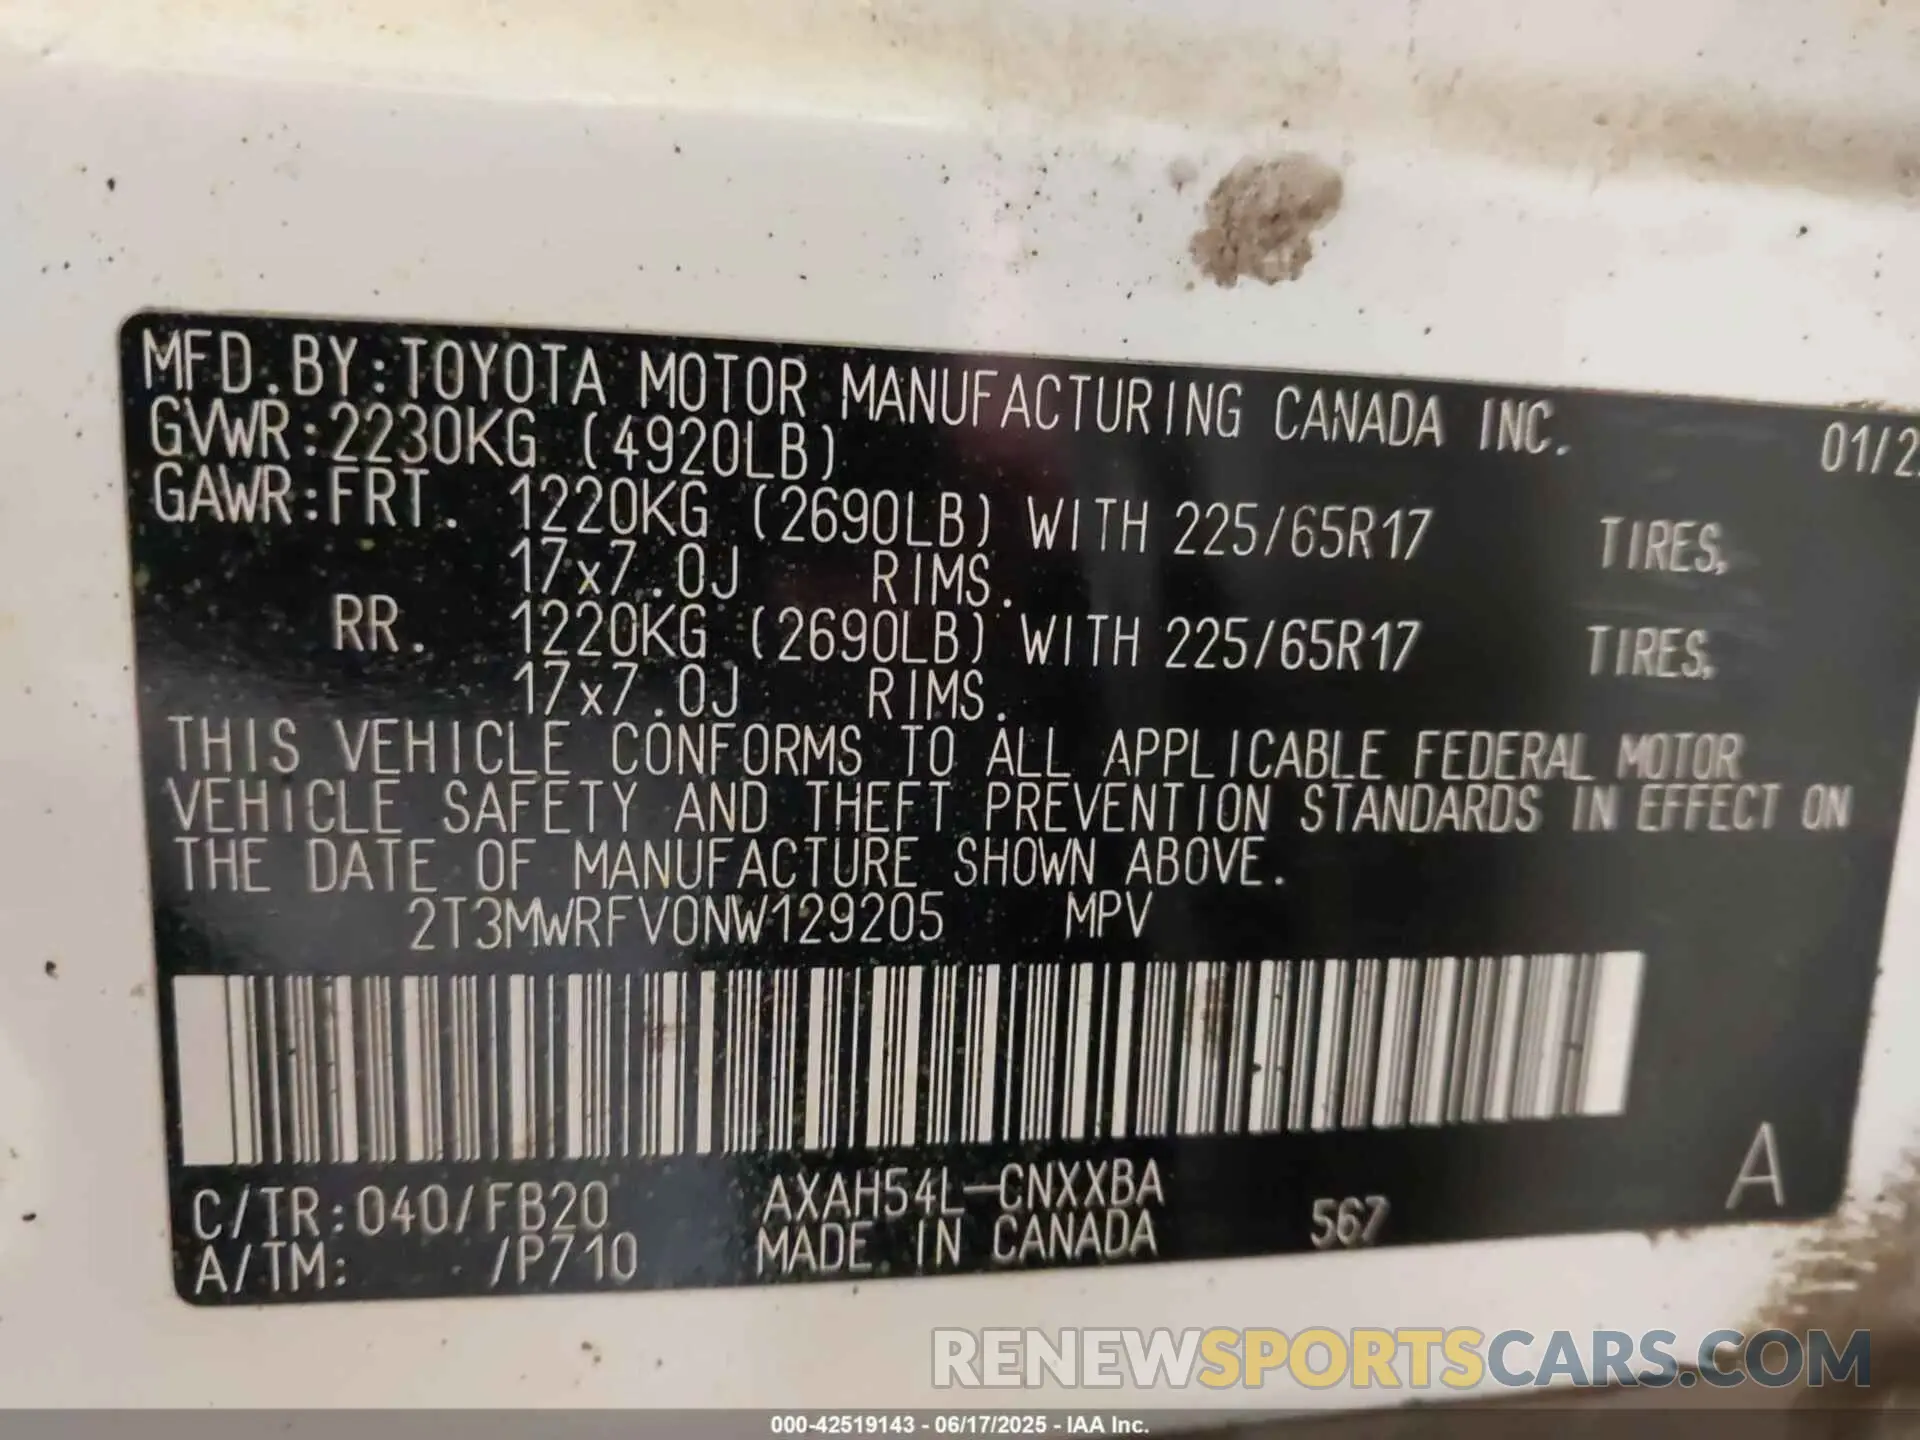 MFD.BY:TOYOTA MOTOR MANUFACTURING CANADA INC.
GVWR:2230KG (4920LB) 01/2
GAWR:FRT. 1220KG (2690LB) WITH 225/65R17 TIRES,
17x7.0J RIMS.
RR. 1220KG (2690LB) WITH 225/65R17 TIRES,
17x7.0J RIMS.
THIS VEHICLE CONFORMS TO ALL APPLICABLE FEDERAL MOTOR
VEHICLE SAFETY AND THEFT PREVENTION STANDARDS IN EFFECT ON
THE DATE OF MANUFACTURE SHOWN ABOVE.
2T3MWRFV0NW129205 MPV
C/TR:040/FB20 AXAH54L-CNXXBA A
A/TM: /P710 MADE IN CANADA 567
RENEWSPORTSCARS.COM
000-42519143 - 06/17/2025 - IAA Inc.